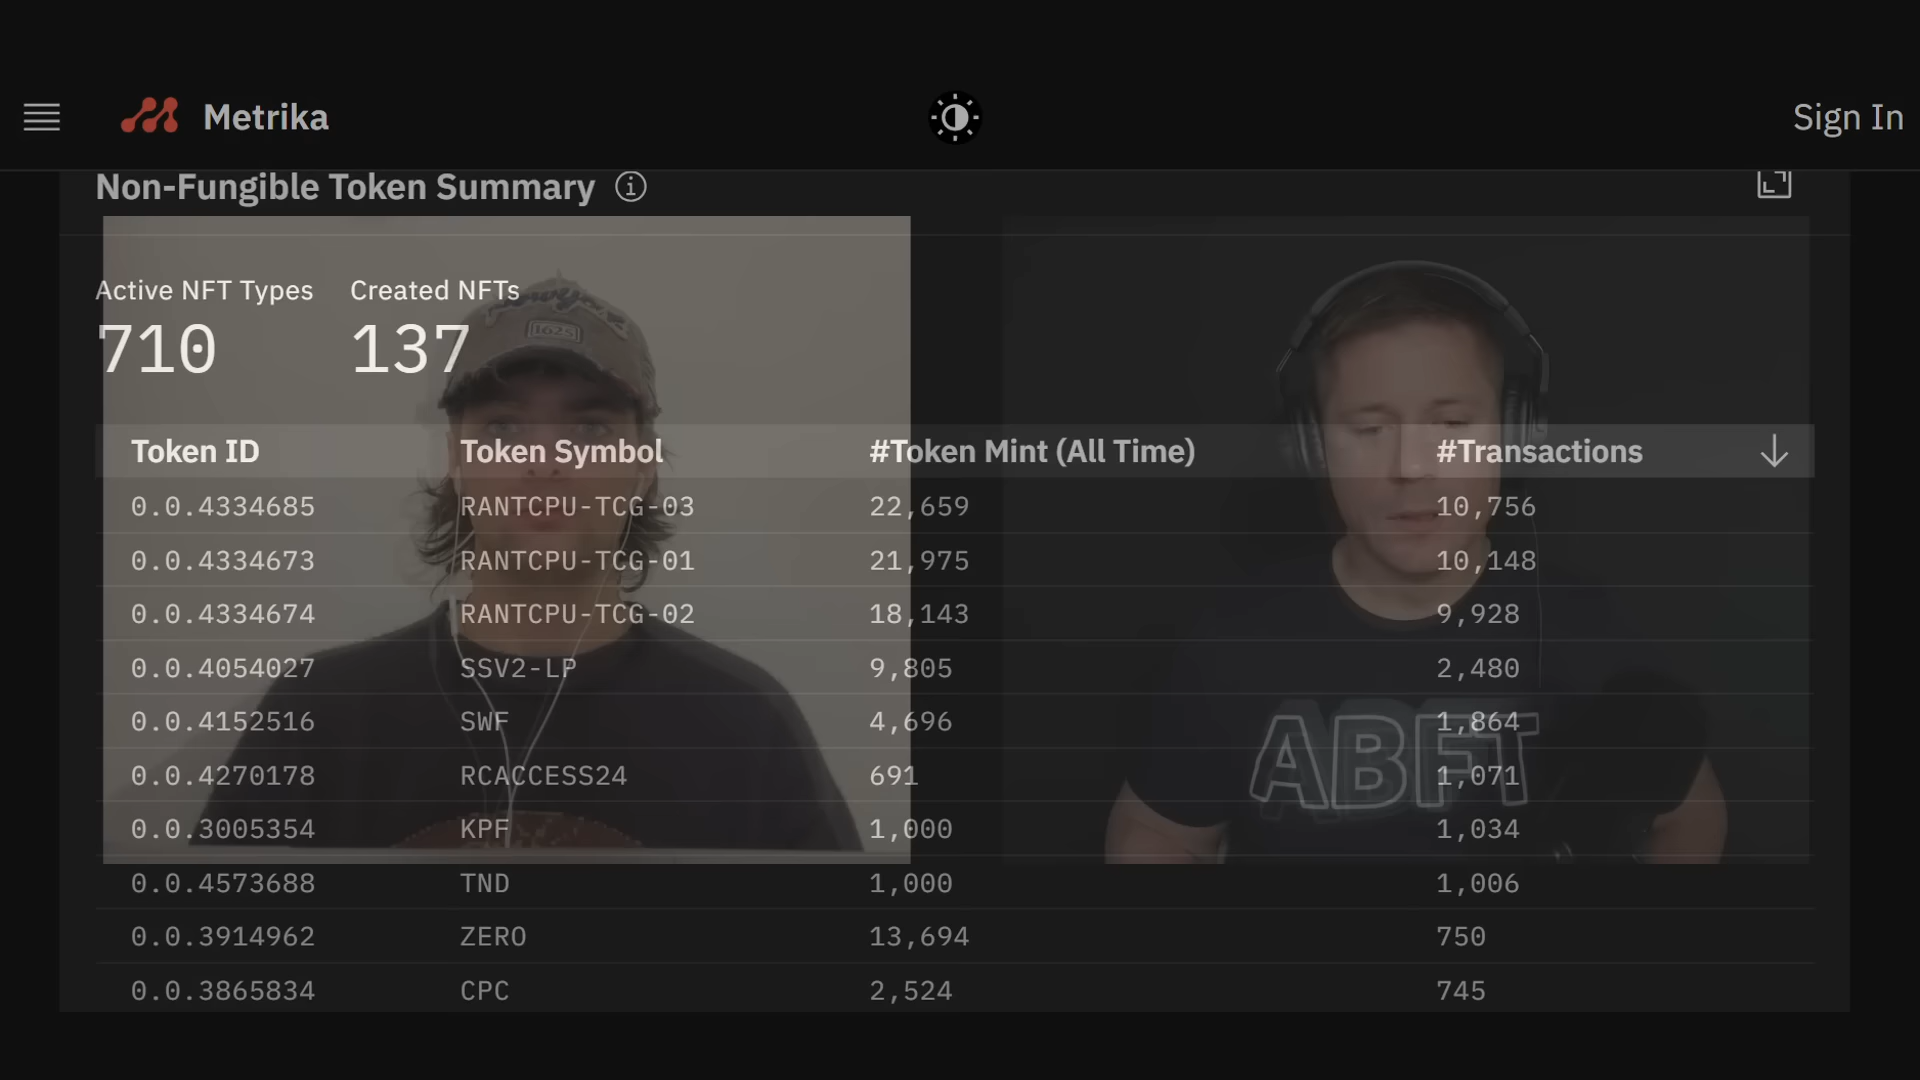 Metrika
Sign In
Non-Fungible Token Summary
Active NFT Types Created NFTs
710 137
1625
Token ID Token Symbol #Token Mint (All Time) #Transactions
0.0.4334685 RANTCPU-TCG-03 22,659 10,756
0.0.4334673 RANTCPU-TCG-01 21,975 10,148
0.0.4334674 RANTCPU-TCG-02 18,143 9,928
0.0.4054027 SSV2-LP 9,805 2,480
0.0.4152516 SWF 4,696 1,864
ABFT
0.0.4270178 RCACCESS24 691 1,071
0.0.3005354 KPF 1,000 1,034
0.0.4573688 TND 1,000 1,006
0.0.3914962 ZERO 13,694 750
0.0.3865834 CPC 2,524 745